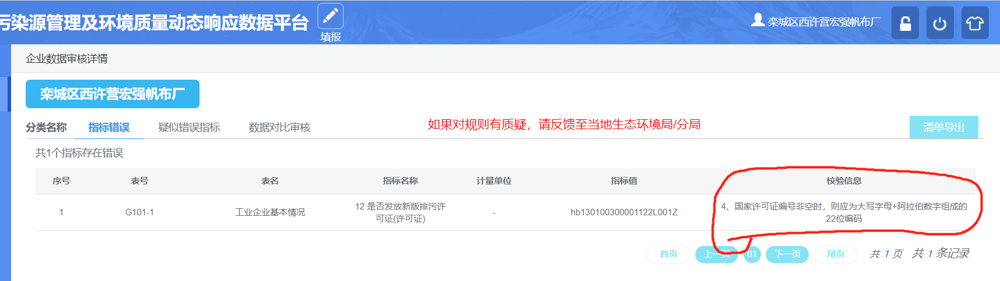 污染源管理及环境质量动态响应数据平台
填报
栾城区西许营宏强帆布厂
企业数据审核详情
栾城区西许营宏强帆布厂
分类名称 指标错误 疑似错误指标 数据对比审核
如果对规则有质疑，请反馈至当地生态环境局/分局
清单导出
共1个指标存在错误
序号 表号 表名 指标名称 计量单位 指标值 校验信息
1 G101-1 工业企业基本情况 12 是否发放新版排污许
可证(许可证) - hb130100300001122L001Z 4、国家许可证编号非空时，则应为大写字母+阿拉伯数字组成的
22位编码
首页 上一页 01 下一页 尾页 共 1 页 共 1 条记录